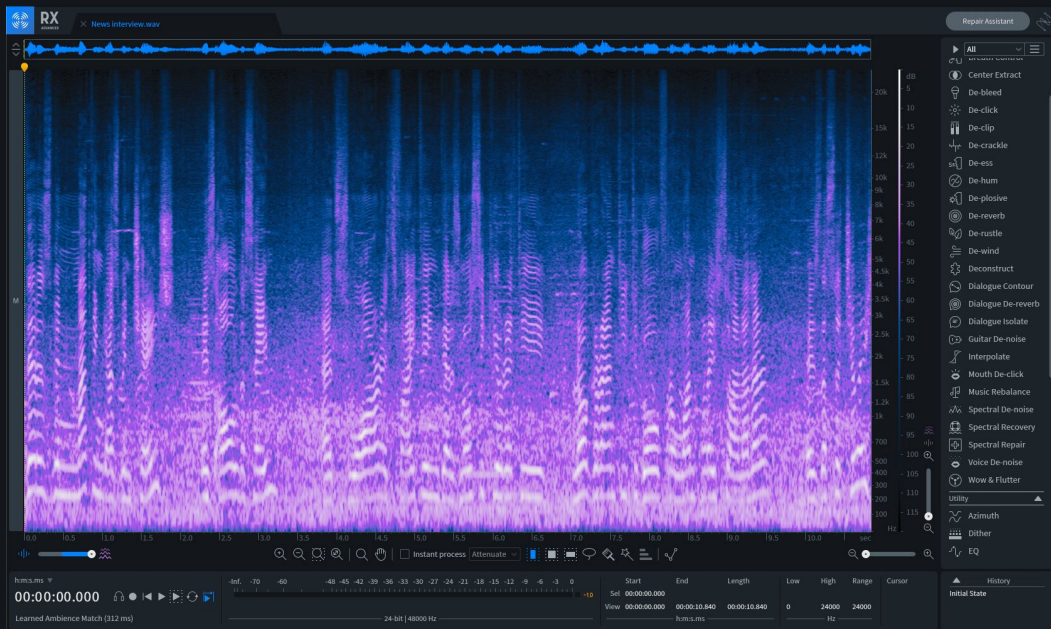 RX
ADVANCED
News interview.wav
Repair Assistant
All
Breath Control
Center Extract
De-bleed
De-click
De-clip
De-crackle
De-ess
De-hum
De-plosive
De-reverb
De-rustle
De-wind
Deconstruct
Dialogue Contour
Dialogue De-reverb
Dialogue Isolate
Guitar De-noise
Interpolate
Mouth De-click
Music Rebalance
Spectral De-noise
Spectral Recovery
Spectral Repair
Voice De-noise
Wow & Flutter
Utility
Azimuth
Dither
EQ
M
20k
15k
12k
10k
9k
8k
7k
6k
5k
4.5k
4k
3.5k
3k
2.5k
2k
1.5k
1.2k
1k
700
500
400
300
200
100
Hz
dB
5
10
15
20
25
30
35
40
45
50
55
60
65
70
75
80
85
90
95
100
105
110
115
0.0 0.5 1.0 1.5 2.0 2.5 3.0 3.5 4.0 4.5 5.0 5.5 6.0 6.5 7.0 7.5 8.0 8.5 9.0 9.5 10.0 sec
Instant process Attenuate
h:m:s.ms
00:00:00.000
Learned Ambience Match (312 ms)
-Inf. -70 -60 -48 -45 -42 -39 -36 -33 -30 -27 -24 -21 -18 -15 -12 -9 -6 -3 0
-1.0
24-bit | 48000 Hz
Start End Length
Sel 00:00:00.000
View 00:00:00.000 00:00:10.840 00:00:10.840
h:m:s.ms
Low High Range Cursor
0 24000 24000
Hz
History
Initial State